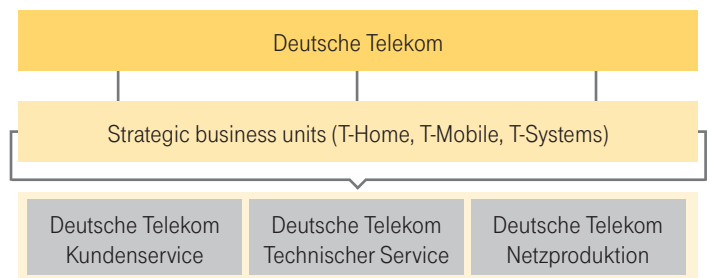 Deutsche Telekom
Strategic business units (T-Home, T-Mobile, T-Systems)
Deutsche Telekom
Kundenservice
Deutsche Telekom
Technischer Service
Deutsche Telekom
Netzproduktion